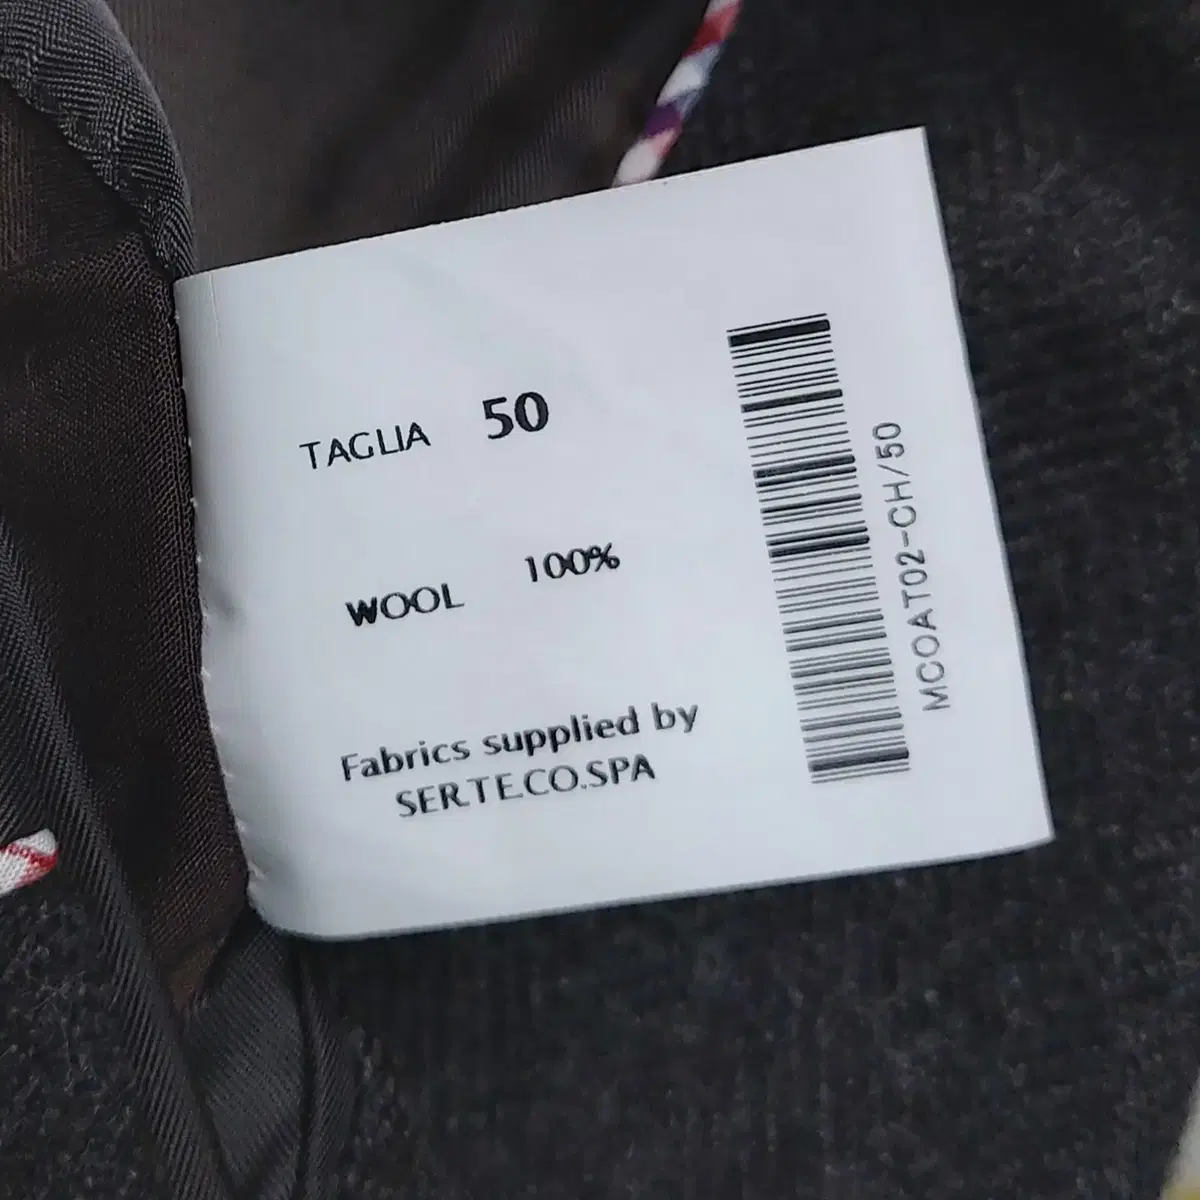 TAGLIA 50
WOOL 100%
Fabrics supplied by
SER.TE.CO.SPA
MCOAT02-CH/50